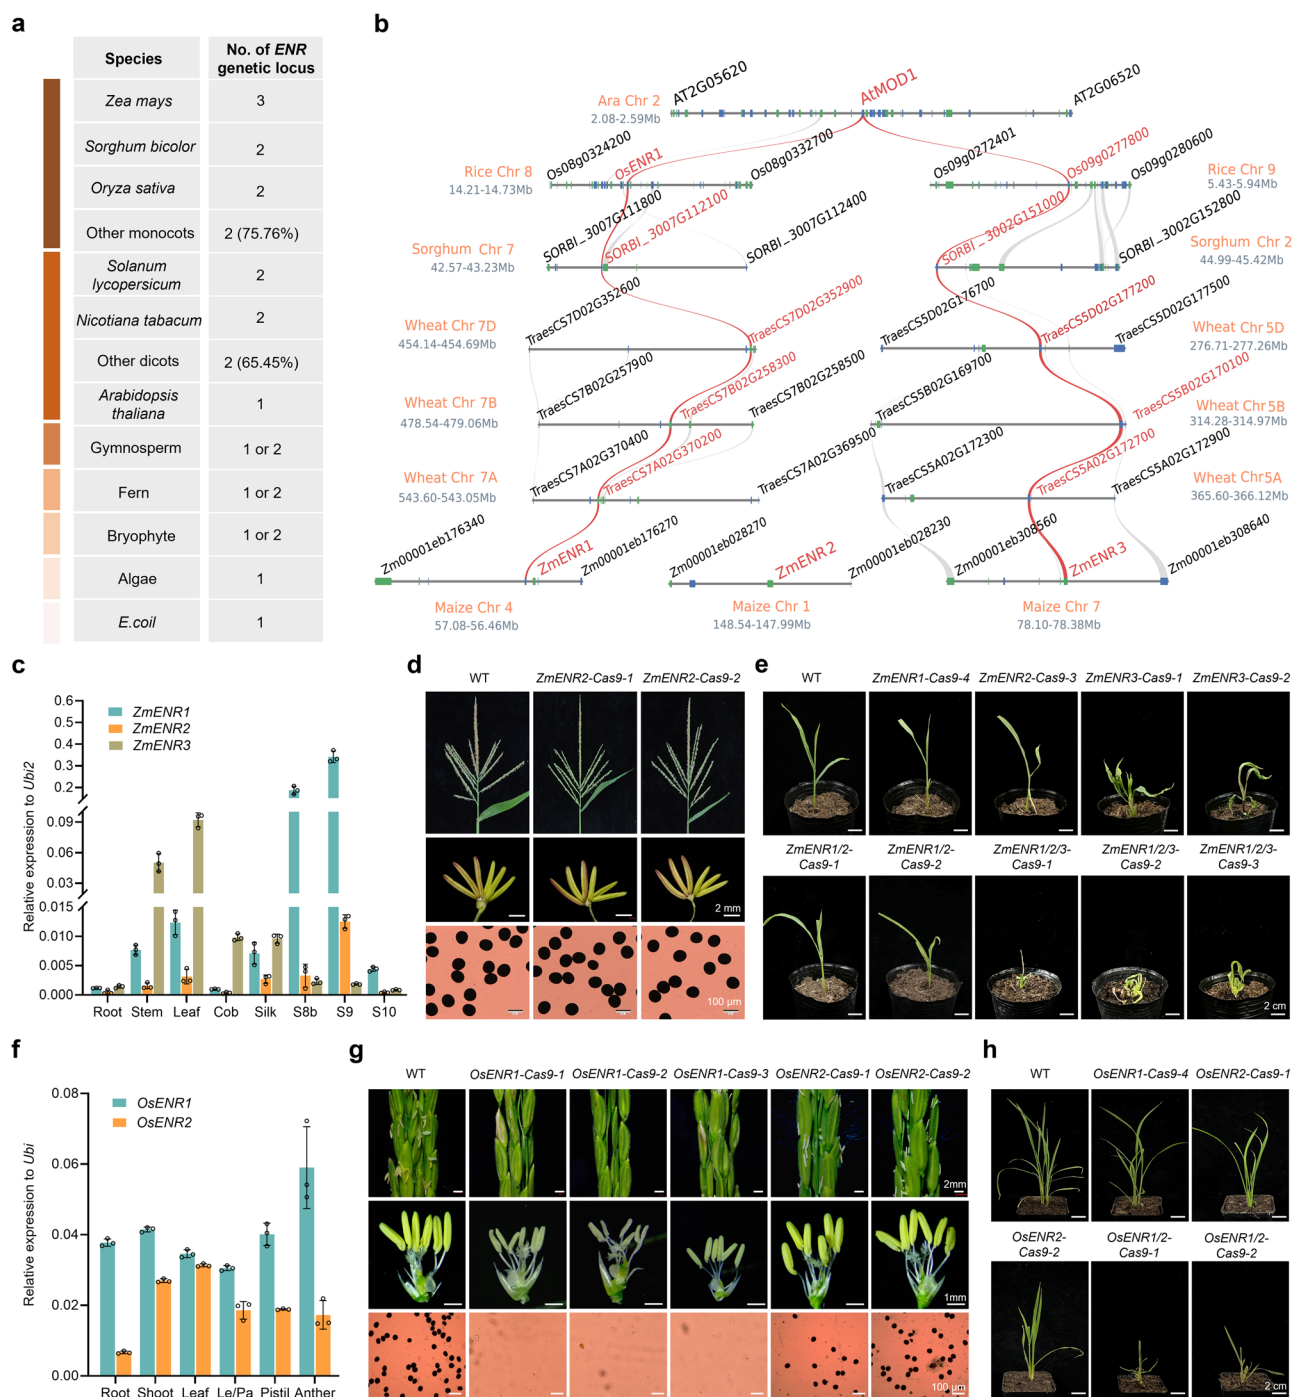 a
Species
No. of ENR
genetic locus
Zea mays
3
Sorghum bicolor
2
Oryza sativa
2
Other monocots
2 (75.76%)
Solanum
lycopersicum
2
Nicotiana tabacum
2
Other dicots
2 (65.45%)
Arabidopsis
thaliana
1
Gymnosperm
1 or 2
Fern
1 or 2
Bryophyte
1 or 2
Algae
1
E.coil
1
b
Ara Chr 2
2.08-2.59Mb
AT2G05620
AtMOD1
AT2G06520
Rice Chr 8
14.21-14.73Mb
Os08g0324200
OsENR1
Os08g0332700
Os09g0272401
Os09g0277800
Os09g0280600
Rice Chr 9
5.43-5.94Mb
Sorghum Chr 7
42.57-43.23Mb
SORBI_3007G111800
SORBI_3007G112100
SORBI_3007G112400
SORBI_3002G151000
SORBI_3002G152800
Sorghum Chr 2
44.99-45.42Mb
Wheat Chr 7D
454.14-454.69Mb
TraesCS7D02G352600
TraesCS7D02G352900
TraesCS5D02G176700
TraesCS5D02G177200
TraesCS5D02G177500
Wheat Chr 5D
276.71-277.26Mb
Wheat Chr 7B
478.54-479.06Mb
TraesCS7B02G257900
TraesCS7B02G258300
TraesCS7B02G258500
TraesCS5B02G169700
TraesCS5B02G170100
Wheat Chr5B
314.28-314.97Mb
Wheat Chr 7A
543.60-543.05Mb
TraesCS7A02G370400
TraesCS7A02G370200
TraesCS7A02G369500
TraesCS5A02G172300
TraesCS5A02G172700
TraesCS5A02G172900
Wheat Chr5A
365.60-366.12Mb
Zm00001eb176340
ZmENR1
Zm00001eb176270
Zm00001eb028270
ZmENR2
Zm00001eb028230
Zm00001eb308560
ZmENR3
Zm00001eb308640
Maize Chr 4
57.08-56.46Mb
Maize Chr 1
148.54-147.99Mb
Maize Chr 7
78.10-78.38Mb
c
Relative expression to Ubi2
0.6
0.5
0.4
0.3
0.2
0.09
0.06
0.03
0.015
0.010
0.005
0.000
ZmENR1
ZmENR2
ZmENR3
Root Stem Leaf Cob Silk S8b S9 S10
d
WT ZmENR2-Cas9-1 ZmENR2-Cas9-2
2 mm
100 µm
e
WT ZmENR1-Cas9-4 ZmENR2-Cas9-3 ZmENR3-Cas9-1 ZmENR3-Cas9-2
ZmENR1/2-
Cas9-1
ZmENR1/2-
Cas9-2
ZmENR1/2/3-
Cas9-1
ZmENR1/2/3-
Cas9-2
ZmENR1/2/3-
Cas9-3
2 cm
f
Relative expression to Ubi
0.08
0.06
0.04
0.02
0.00
OsENR1
OsENR2
Root Shoot Leaf Le/Pa Pistil Anther
g
WT OsENR1-Cas9-1 OsENR1-Cas9-2 OsENR1-Cas9-3 OsENR2-Cas9-1 OsENR2-Cas9-2
2mm
1mm
100 µm
h
WT OsENR1-Cas9-4 OsENR2-Cas9-1
OsENR2-
Cas9-2
OsENR1/2-
Cas9-1
OsENR1/2-
Cas9-2
2 cm